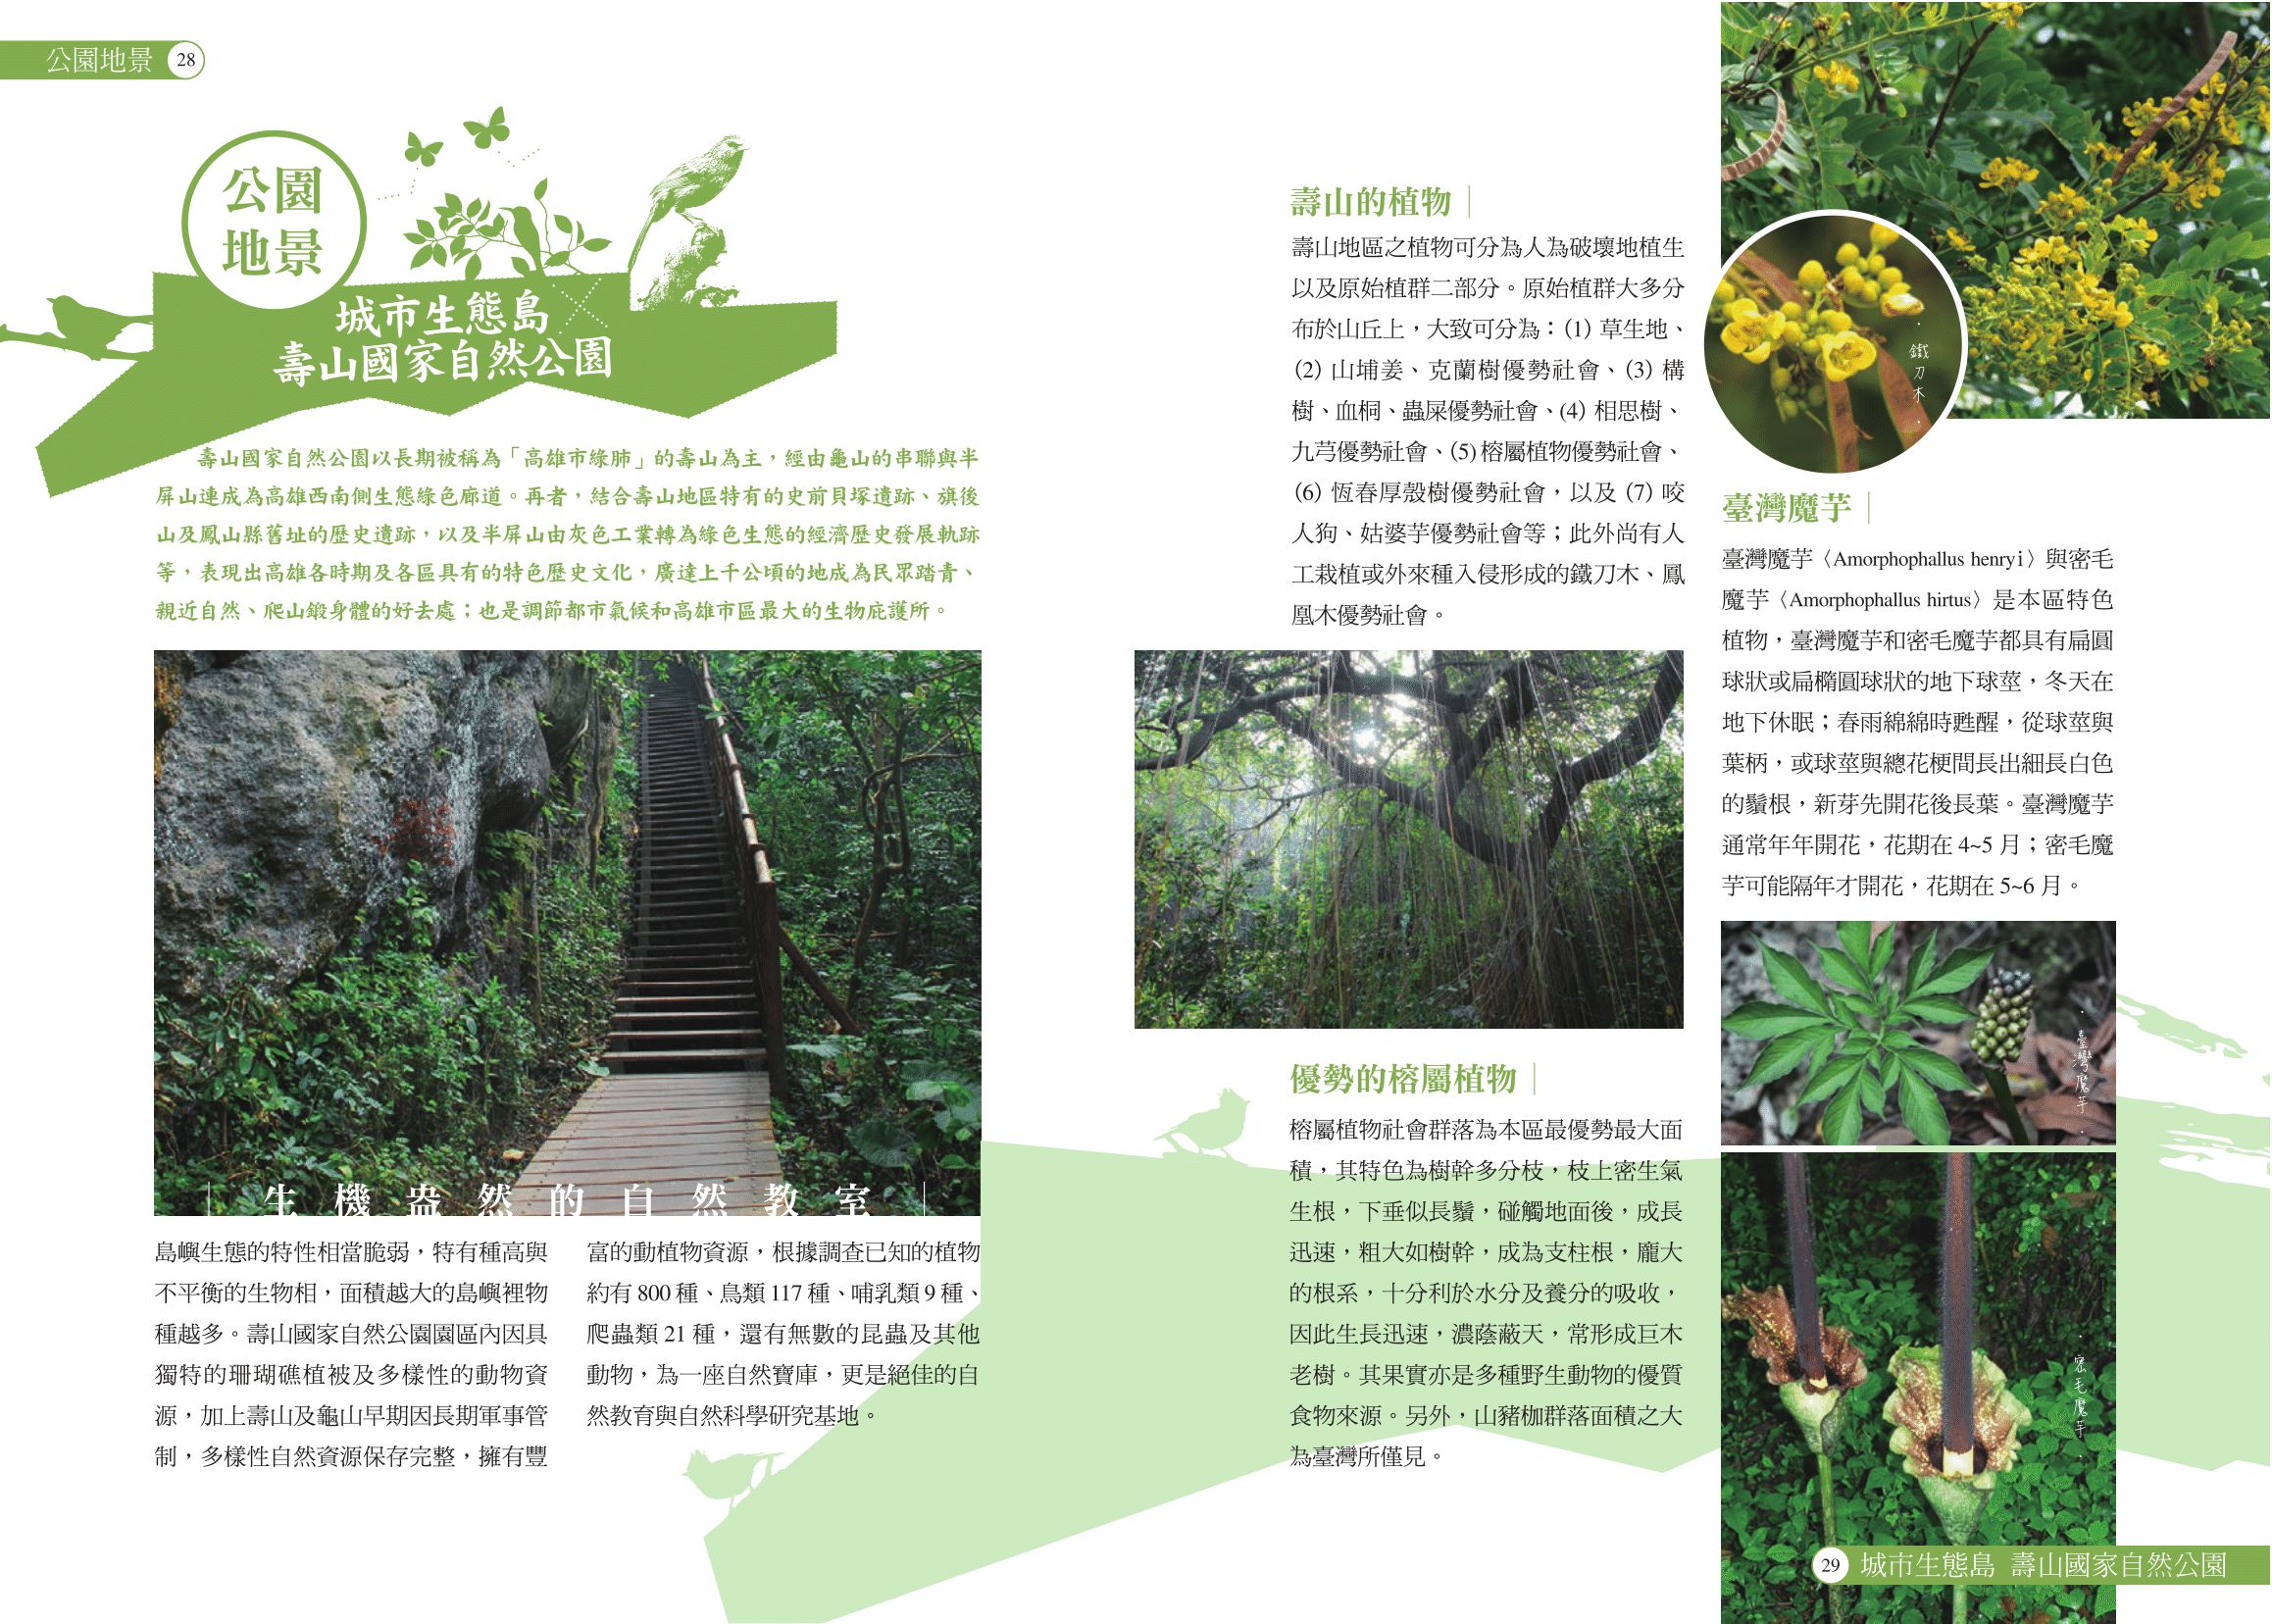 公園地景 28
公園
地景
城市生態島
壽山國家自然公園
壽山國家自然公園以長期被稱為「高雄市綠肺」的壽山為主，經由龜山的串聯與半
屏山連成為高雄西南側生態綠色廊道。再者，結合壽山地區特有的史前貝塚遺跡、旗後
山及鳳山縣舊址的歷史遺跡，以及半屏山由灰色工業轉為綠色生態的經濟歷史發展軌跡
等，表現出高雄各時期及各區具有的特色歷史文化，廣達上千公頃的地成為民眾踏青、
親近自然、爬山鍛身體的好去處；也是調節都市氣候和高雄市區最大的生物庇護所。
生機盎然的自然教室
島嶼生態的特性相當脆弱，特有種高與
不平衡的生物相，面積越大的島嶼裡物
種越多。壽山國家自然公園園區內因具
獨特的珊瑚礁植被及多樣性的動物資
源，加上壽山及龜山早期因長期軍事管
制，多樣性自然資源保存完整，擁有豐
富的動植物資源，根據調查已知的植物
約有 800 種、鳥類 117 種、哺乳類 9 種、
爬蟲類 21 種，還有無數的昆蟲及其他
動物，為一座自然寶庫，更是絕佳的自
然教育與自然科學研究基地。
壽山的植物｜
壽山地區之植物可分為人為破壞地植生
以及原始植群二部分。原始植群大多分
布於山丘上，大致可分為：(1) 草生地、
(2) 山埔姜、克蘭樹優勢社會、(3) 構
樹、血桐、蟲屎優勢社會、(4) 相思樹、
九芎優勢社會、(5) 榕屬植物優勢社會、
(6) 恆春厚殼樹優勢社會，以及 (7) 咬
人狗、姑婆芋優勢社會等；此外尚有人
工栽植或外來種入侵形成的鐵刀木、鳳
凰木優勢社會。
優勢的榕屬植物｜
榕屬植物社會群落為本區最優勢最大面
積，其特色為樹幹多分枝，枝上密生氣
生根，下垂似長鬚，碰觸地面後，成長
迅速，粗大如樹幹，成為支柱根，龐大
的根系，十分利於水分及養分的吸收，
因此生長迅速，濃蔭蔽天，常形成巨木
老樹。其果實亦是多種野生動物的優質
食物來源。另外，山豬枷群落面積之大
為臺灣所僅見。
·鐵刀木·
臺灣魔芋｜
臺灣魔芋〈Amorphophallus henryi〉與密毛
魔芋〈Amorphophallus hirtus〉是本區特色
植物，臺灣魔芋和密毛魔芋都具有扁圓
球狀或扁橢圓球狀的地下球莖，冬天在
地下休眠；春雨綿綿時甦醒，從球莖與
葉柄，或球莖與總花梗間長出細長白色
的鬚根，新芽先開花後長葉。臺灣魔芋
通常年年開花，花期在 4~5 月；密毛魔
芋可能隔年才開花，花期在 5~6 月。
·臺灣魔芋·
·密毛魔芋·
29 城市生態島 壽山國家自然公園